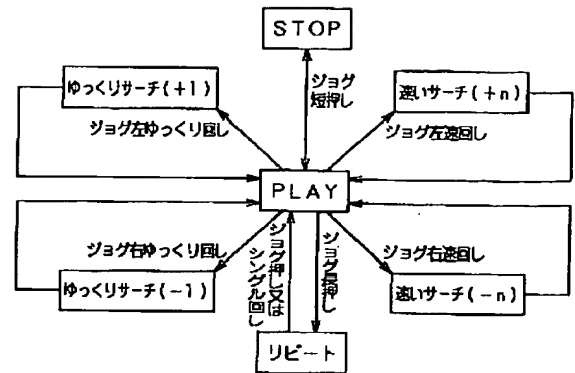 STOP
ジョグ
短押し
ゆっくりサーチ(+1)
速いサーチ(+n)
ジョグ左ゆっくり回し
ジョグ左速回し
PLAY
ジョグ右ゆっくり回し
ジョグ押し又は
シングル回し
ジョグ長押し
ジョグ右速回し
ゆっくりサーチ(-1)
速いサーチ(-n)
リピート